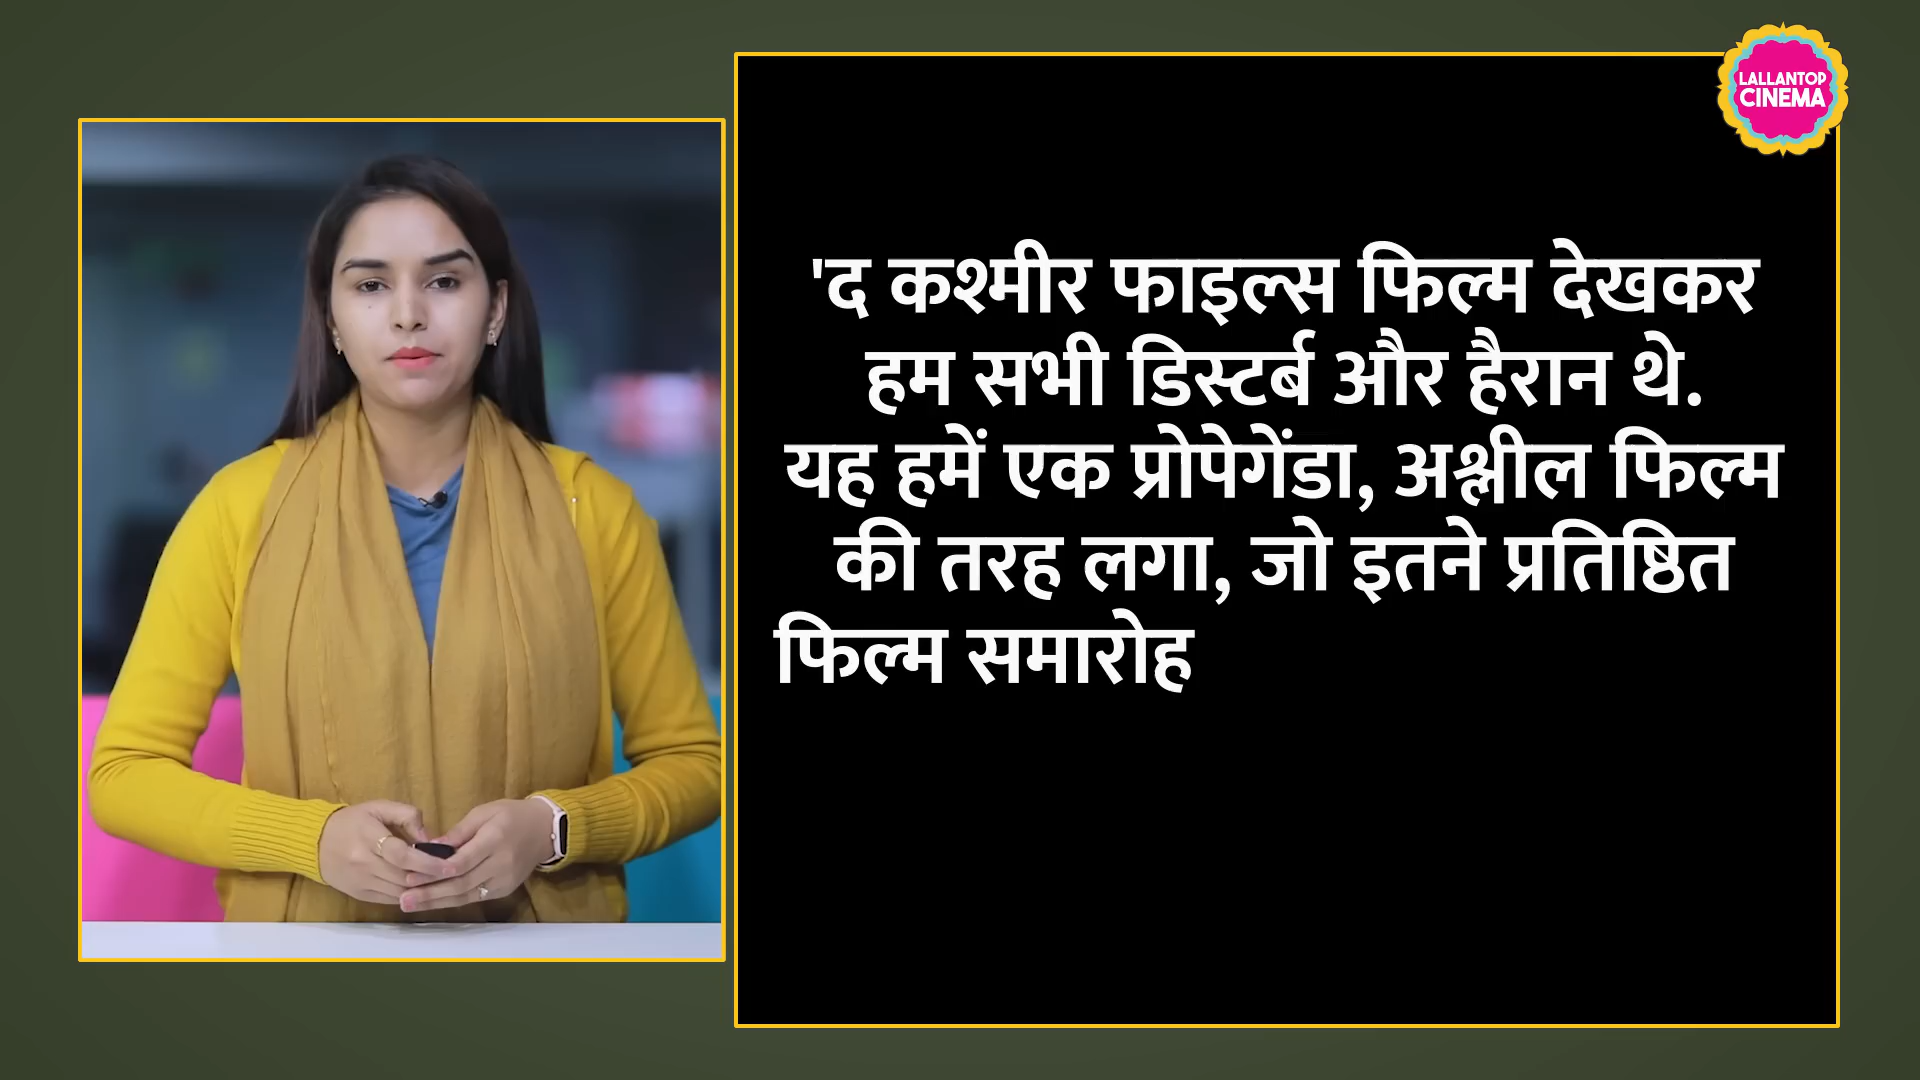 LALLANTOP
CINEMA
'द कश्मीर फाइल्स फिल्म देखकर
हम सभी डिस्टर्ब और हैरान थे.
यह हमें एक प्रोपेगेंडा, अश्लील फिल्म
की तरह लगा, जो इतने प्रतिष्ठित
फिल्म समारोह